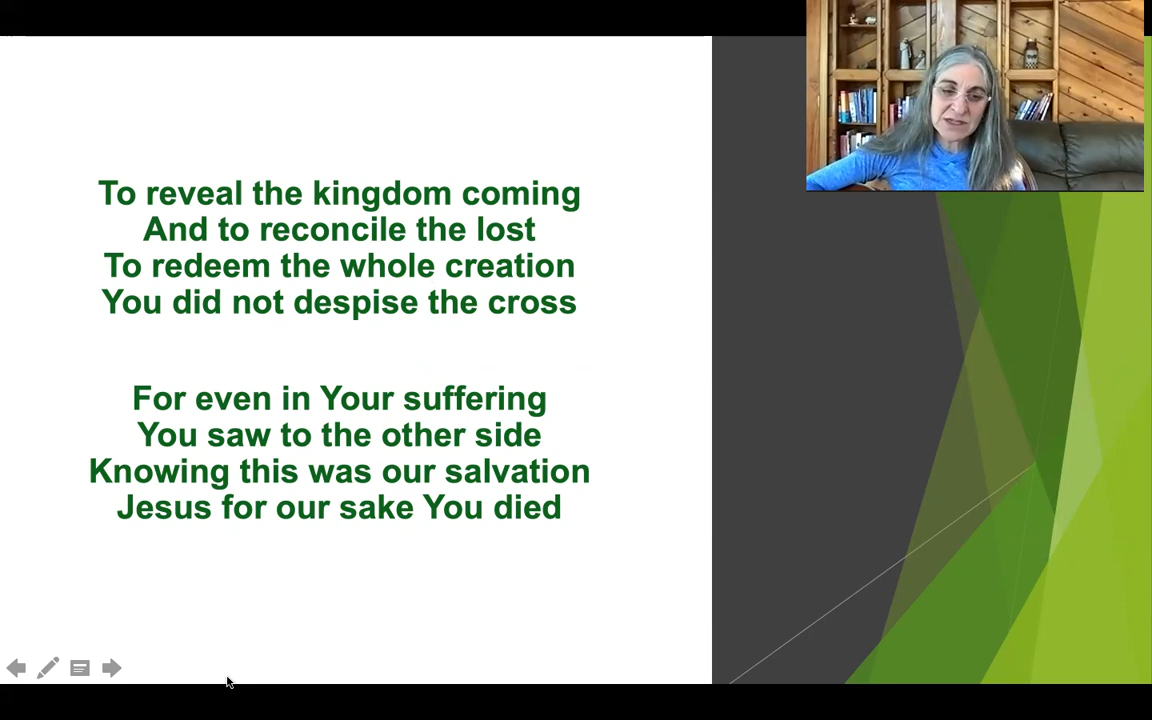 To reveal the kingdom coming
And to reconcile the lost
To redeem the whole creation
You did not despise the cross
For even in Your suffering
You saw to the other side
Knowing this was our salvation
Jesus for our sake You died